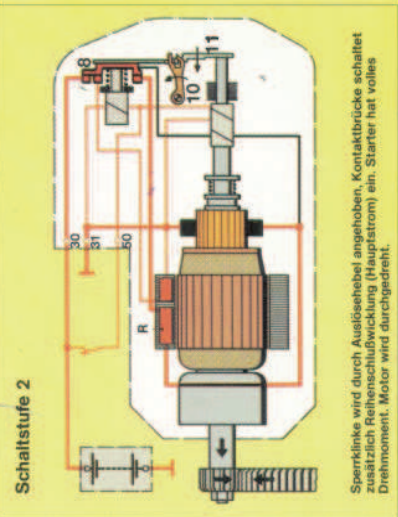 Schaltstufe 2
30
31
50
R
8
10
11
Sperrklinke wird durch Auslösehebel angehoben, Kontaktbrücke schaltet
zusätzlich Reihenschlußwicklung (Hauptstrom) ein. Starter hat volles
Drehmoment. Motor wird durchgedreht.